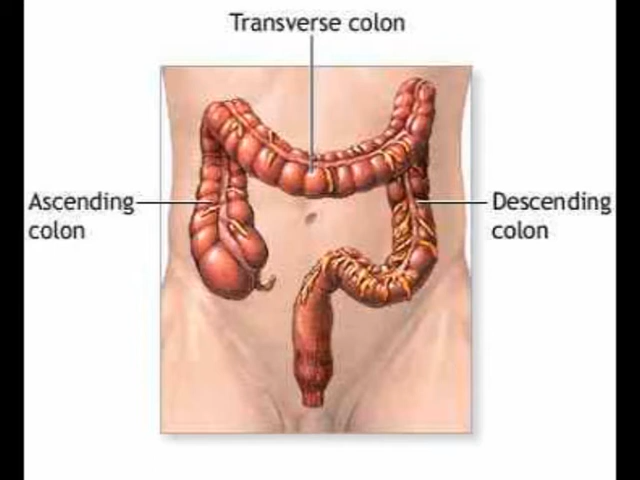 Transverse colon
Ascending
colon
Descending
colon